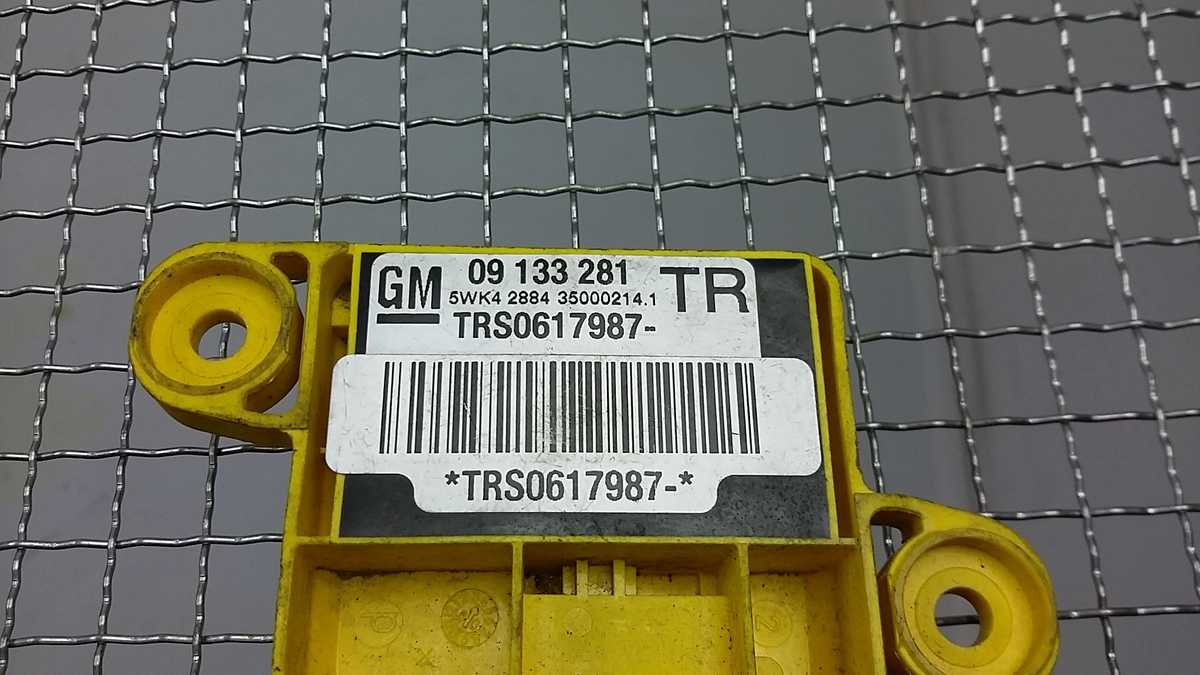 GM 09 133 281 TR
5WK4 2884 35000214.1
TRS0617987-
*TRS0617987-*